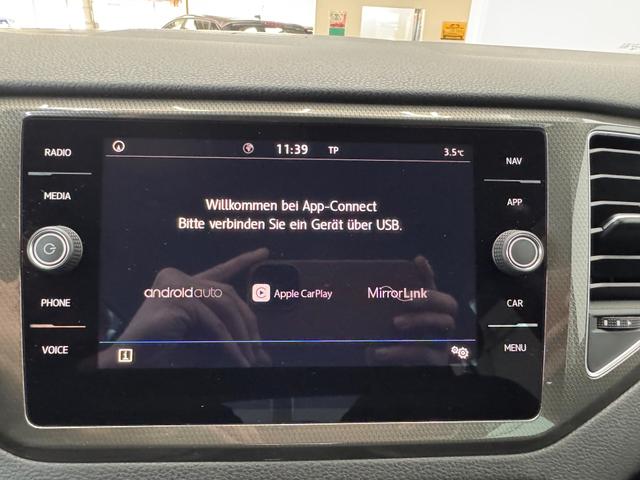 RADIO
MEDIA
PHONE
VOICE
11:39 TP 3.5°C
Willkommen bei App-Connect
Bitte verbinden Sie ein Gerät über USB.
androidauto Apple CarPlay MirrorLink
NAV
APP
CAR
MENU